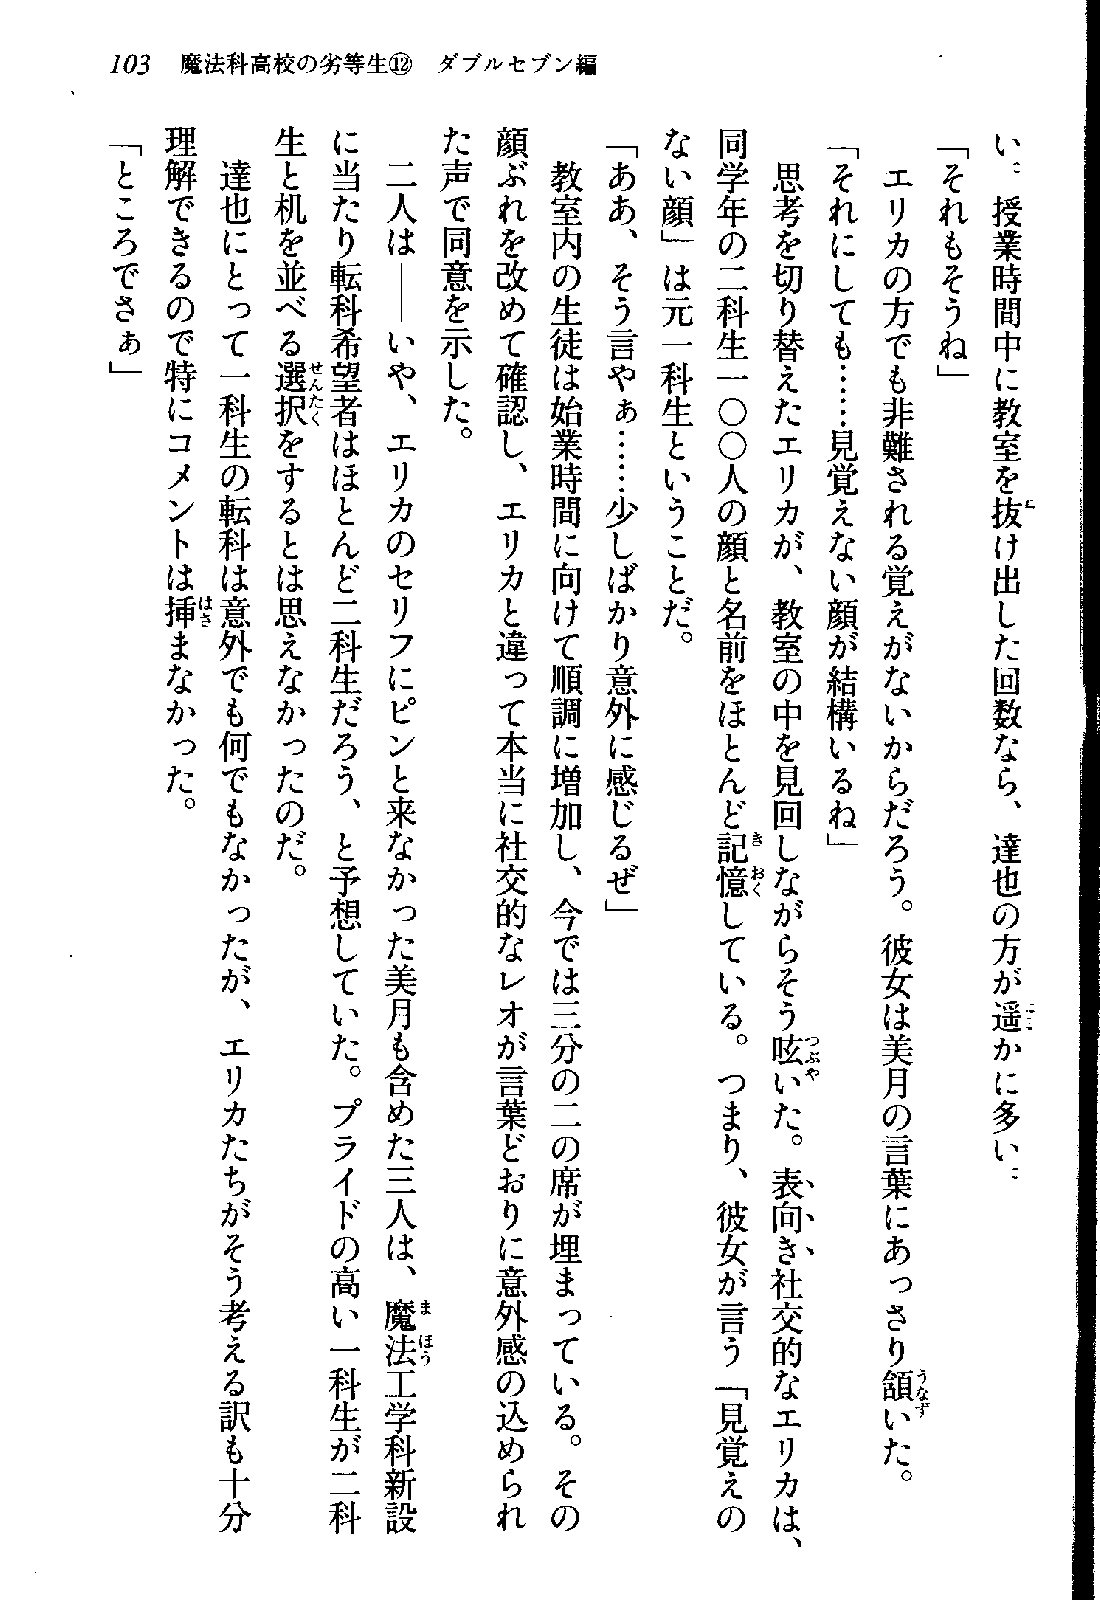 103　魔法科高校の劣等生⑫　ダブルセブン編
い。授業時間中に教室を抜け出した回数なら、達也の方が遥かに多い。
「それもそうね」
　エリカの方でも非難される覚えがないからだろう。彼女は美月の言葉にあっさり頷いた。
「それにしても……見覚えない顔が結構いるね」
　思考を切り替えたエリカが、教室の中を見回しながらそう呟いた。表向き社交的なエリカは、
同学年の二科生一〇〇人の顔と名前をほとんど記憶している。つまり、彼女が言う「見覚えの
ない顔」は元一科生ということだ。
「ああ、そう言やぁ……少しばかり意外に感じるぜ」
　教室内の生徒は始業時間に向けて順調に増加し、今では三分の二の席が埋まっている。その
顔ぶれを改めて確認し、エリカと違って本当に社交的なレオが言葉どおりに意外感の込められ
た声で同意を示した。
　二人は――いや、エリカのセリフにピンと来なかった美月も含めた三人は、魔法工学科新設
に当たり転科希望者はほとんど二科生だろう、と予想していた。プライドの高い一科生が二科
生と机を並べる選択をするとは思えなかったのだ。
　達也にとって一科生の転科は意外でも何でもなかったが、エリカたちがそう考える訳も十分
理解できるので特にコメントは挿まなかった。
「ところでさぁ」